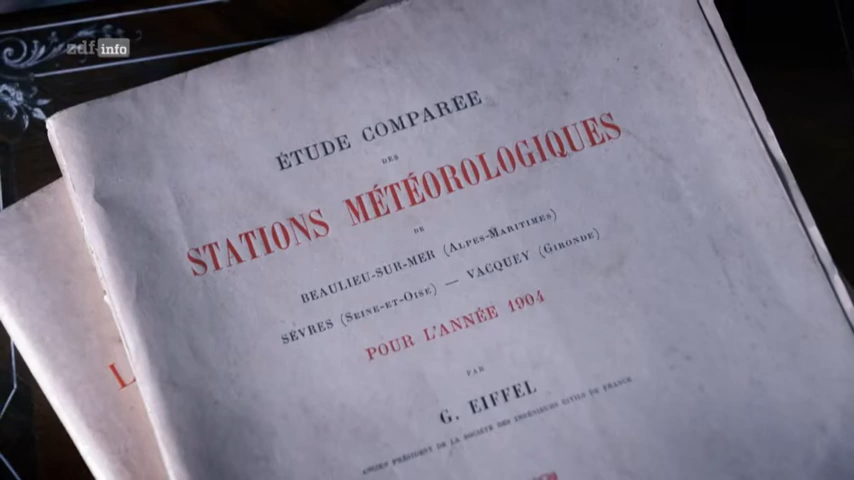 zdf info
ÉTUDE COMPAREE
DES
STATIONS MÉTÉOROLOGIQUES
DE
BEAULIEU-SUR-MER (ALPES-MARITIMES)
SÈVRES (SEINE-ET-OISE) — VACQUEY (GIRONDE)
POUR L'ANNÉE 1904
PAR
G. EIFFEL
ANCIEN PRÉSIDENT DE LA SOCIÉTÉ DES INGÉNIEURS CIVILS DE FRANCE
L